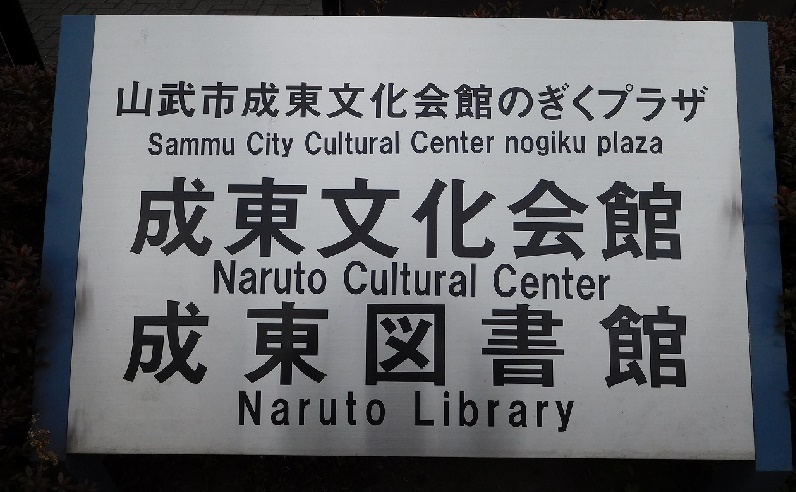 山武市成東文化会館のぎくプラザ
Sammu City Cultural Center nogiku plaza
成東文化会館
Naruto Cultural Center
成東図書館
Naruto Library